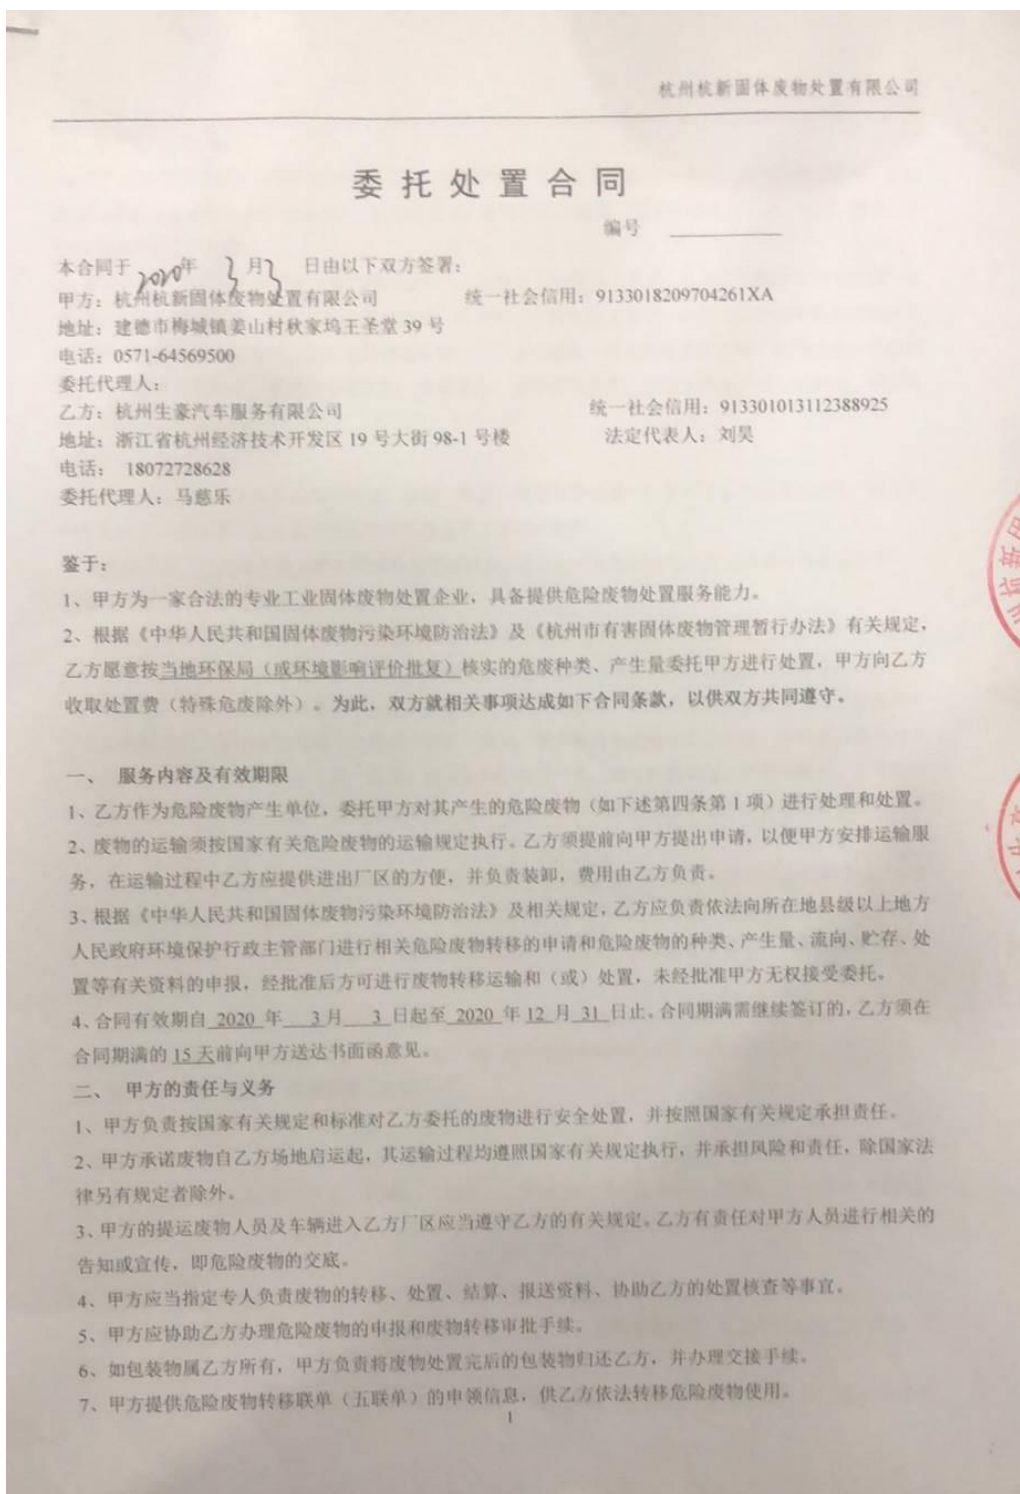 杭州杭新固体废物处置有限公司
委托处置合同
编号
本合同于2020年3月3日由以下双方签署：
甲方：杭州杭新固体废物处置有限公司 统一社会信用：9133018209704261XA
地址：建德市梅城镇姜山村秋家坞王圣堂 39 号
电话：0571-64569500
委托代理人：
乙方：杭州生豪汽车服务有限公司 统一社会信用：913301013112388925
地址：浙江省杭州经济技术开发区 19 号大街 98-1 号楼 法定代表人：刘昊
电话： 18072728628
委托代理人：马慈乐
鉴于：
1、甲方为一家合法的专业工业固体废物处置企业，具备提供危险废物处置服务能力。
2、根据《中华人民共和国固体废物污染环境防治法》及《杭州市有害固体废物管理暂行办法》有关规定，
乙方愿意按当地环保局（或环境影响评价批复）核实的危废种类、产生量委托甲方进行处置，甲方向乙方
收取处置费（特殊危废除外）。为此，双方就相关事项达成如下合同条款，以供双方共同遵守。
一、 服务内容及有效期限
1、乙方作为危险废物产生单位，委托甲方对其产生的危险废物（如下述第四条第 1 项）进行处理和处置。
2、废物的运输须按国家有关危险废物的运输规定执行。乙方须提前向甲方提出申请，以便甲方安排运输服
务，在运输过程中乙方应提供进出厂区的方便，并负责装卸，费用由乙方负责。
3、根据《中华人民共和国固体废物污染环境防治法》及相关规定，乙方应负责依法向所在地县级以上地方
人民政府环境保护行政主管部门进行相关危险废物转移的申请和危险废物的种类、产生量、流向、贮存、处
置等有关资料的申报，经批准后方可进行废物转移运输和（或）处置，未经批准甲方无权接受委托。
4、合同有效期自 2020 年 3 月 3 日起至 2020 年 12 月 31 日止。合同期满需继续签订的，乙方须在
合同期满的 15 天前向甲方送达书面函意见。
二、 甲方的责任与义务
1、甲方负责按国家有关规定和标准对乙方委托的废物进行安全处置，并按照国家有关规定承担责任。
2、甲方承诺废物自乙方场地启运起，其运输过程均遵照国家有关规定执行，并承担风险和责任，除国家法
律另有规定者除外。
3、甲方的提运废物人员及车辆进入乙方厂区应当遵守乙方的有关规定。乙方有责任对甲方人员进行相关的
告知或宣传，即危险废物的交底。
4、甲方应当指定专人负责废物的转移、处置、结算、报送资料、协助乙方的处置核查等事宜。
5、甲方应协助乙方办理危险废物的申报和废物转移审批手续。
6、如包装物属乙方所有，甲方负责将废物处置完后的包装物归还乙方，并办理交接手续。
7、甲方提供危险废物转移联单（五联单）的申领信息，供乙方依法转移危险废物使用。
1